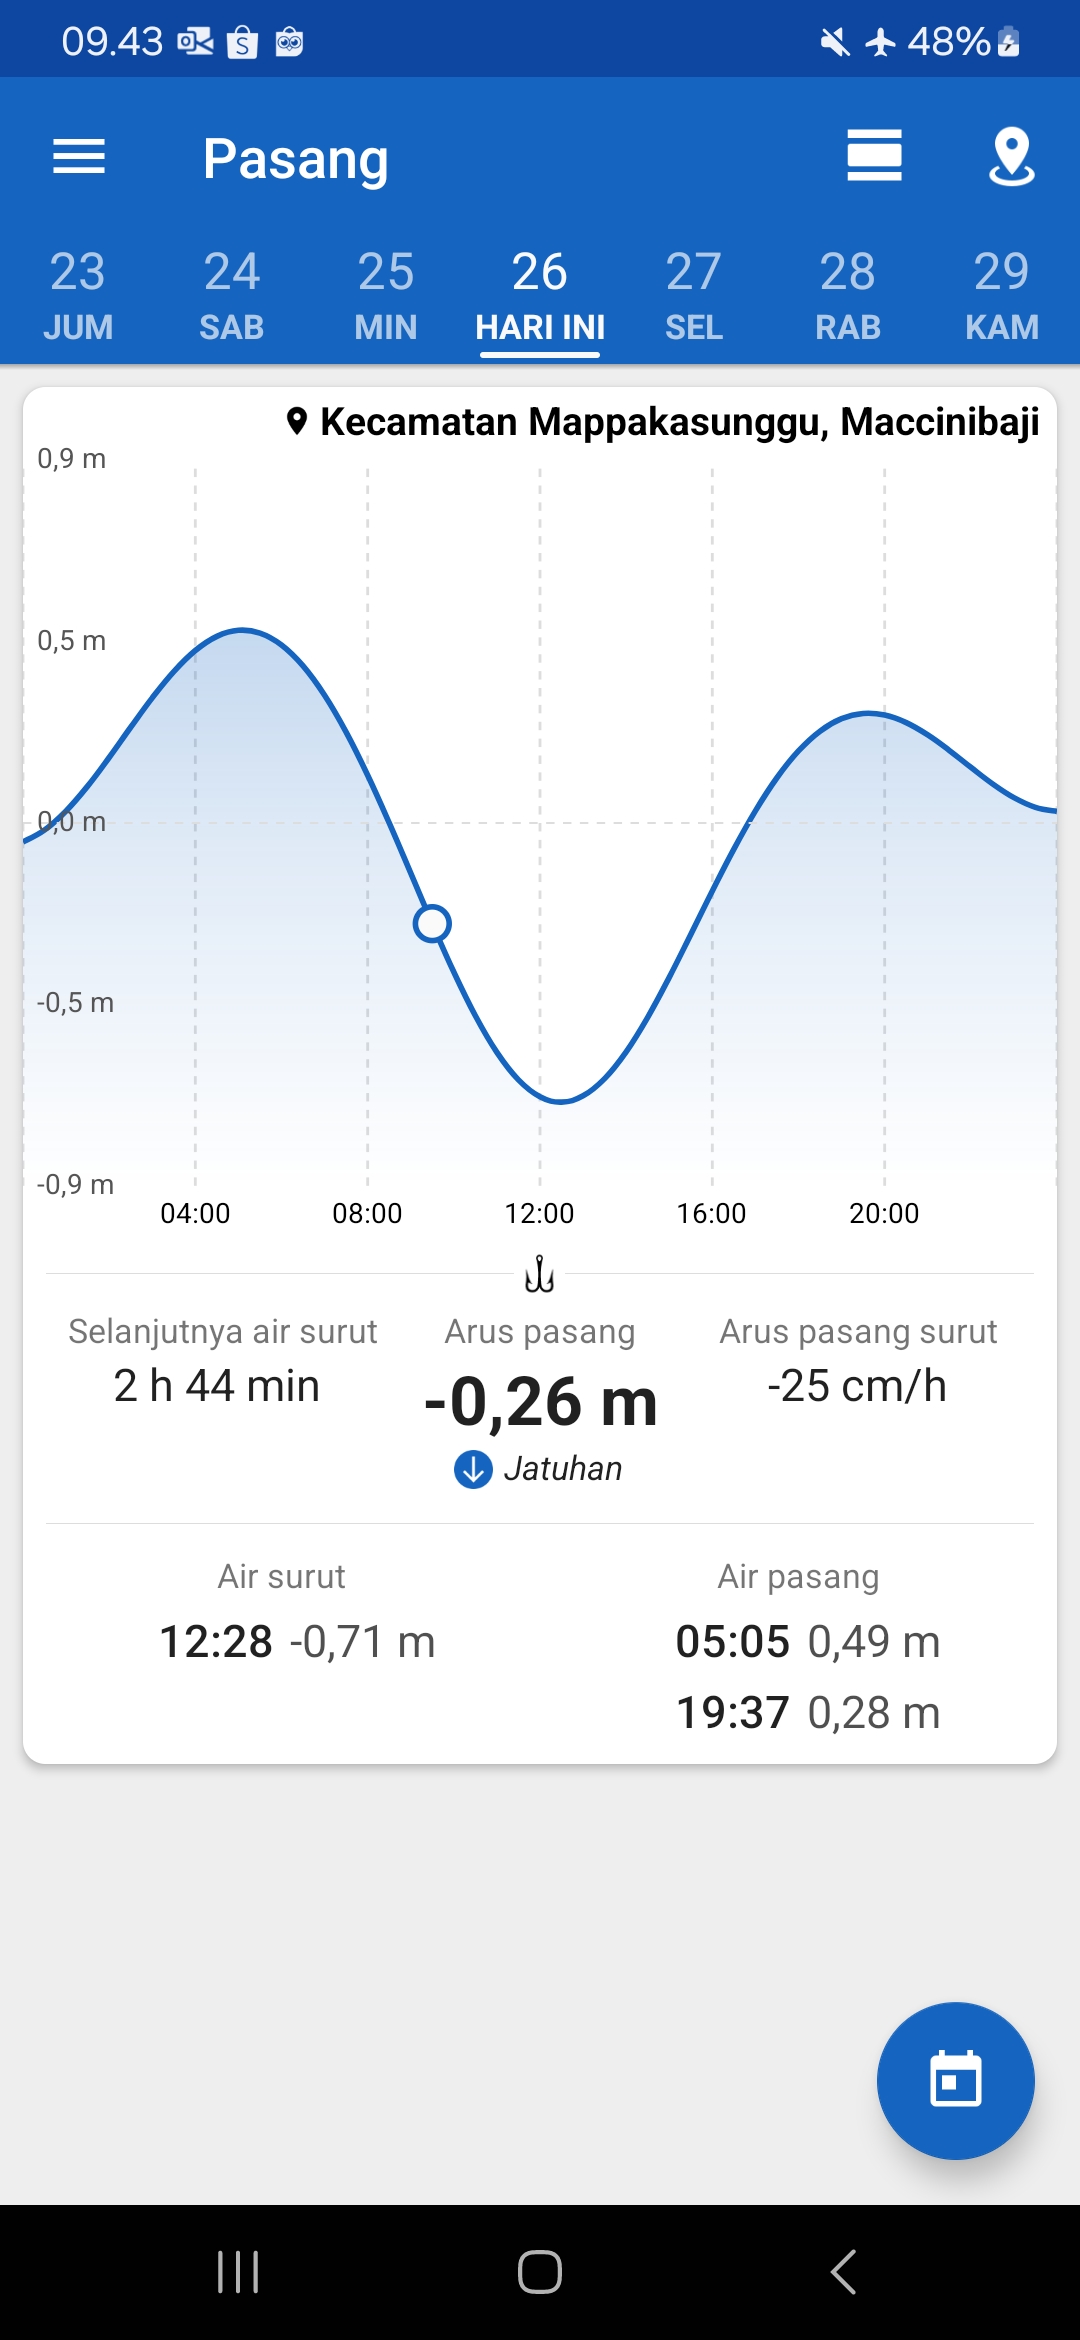 09.43 48%
Pasang
23 24 25 26 27 28 29
JUM SAB MIN HARI INI SEL RAB KAM
Kecamatan Mappakasunggu, Maccinibaji
0,9 m
0,5 m
0,0 m
-0,5 m
-0,9 m
04:00 08:00 12:00 16:00 20:00
Selanjutnya air surut Arus pasang Arus pasang surut
2 h 44 min -0,26 m -25 cm/h
Jatuhan
Air surut Air pasang
12:28 -0,71 m 05:05 0,49 m
19:37 0,28 m